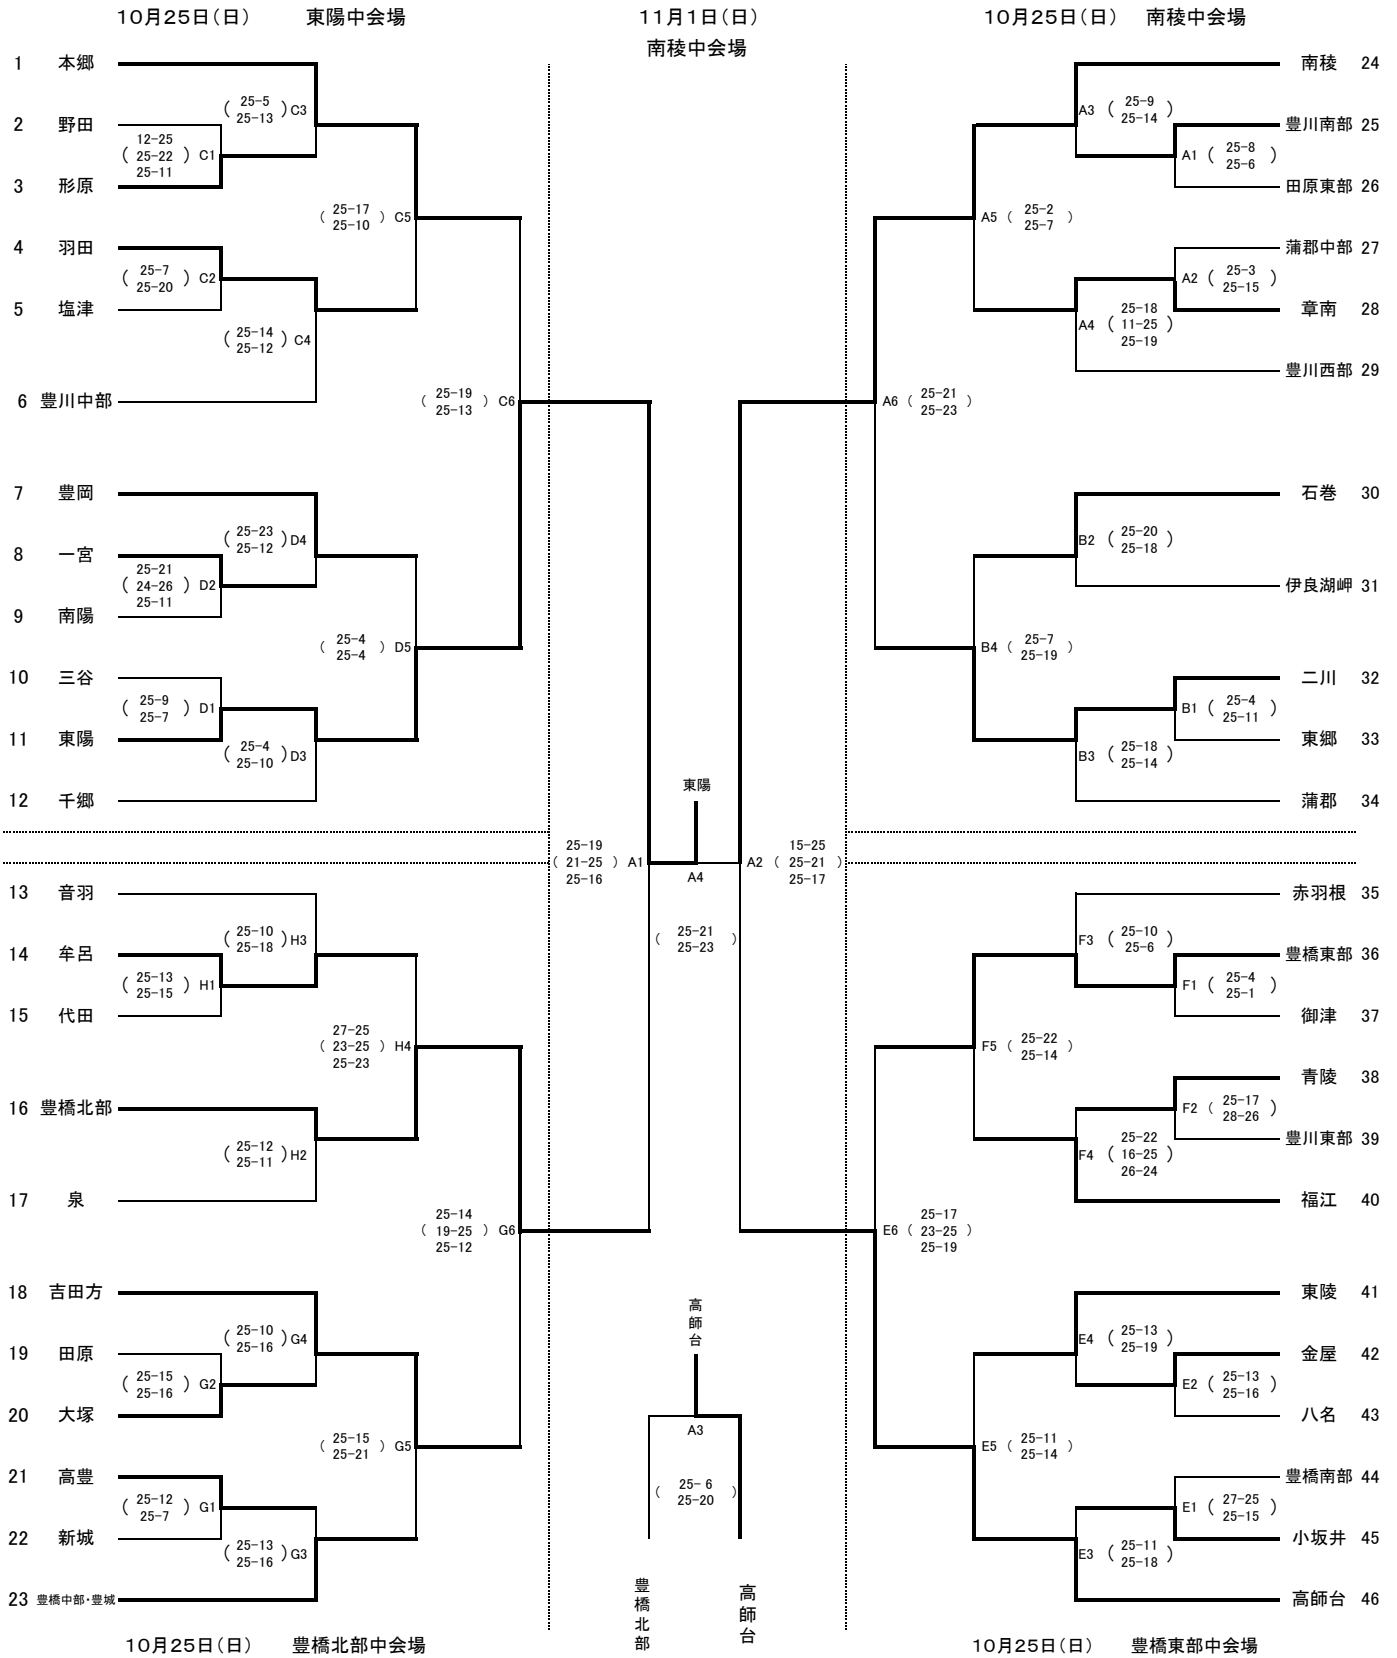 10月25日(日) 東陽中会場
11月1日(日)
南稜中会場
10月25日(日) 南稜中会場
1 本郷
2 野田
3 形原
4 羽田
5 塩津
6 豊川中部
7 豊岡
8 一宮
9 南陽
10 三谷
11 東陽
12 千郷
13 音羽
14 牟呂
15 代田
16 豊橋北部
17 泉
18 吉田方
19 田原
20 大塚
21 高豊
22 新城
23 豊橋中部・豊城
( 25-5
25-13 ) C3
12-25
( 25-22 ) C1
25-11
( 25-17
25-10 ) C5
( 25-7
25-20 ) C2
( 25-14
25-12 ) C4
( 25-19
25-13 ) C6
( 25-23
25-12 ) D4
25-21
( 24-26 ) D2
25-11
( 25-4
25-4 ) D5
( 25-9
25-7 ) D1
( 25-4
25-10 ) D3
( 25-10
25-18 ) H3
( 25-13
25-15 ) H1
27-25
( 23-25 ) H4
25-23
( 25-12
25-11 ) H2
25-14
( 19-25 ) G6
25-12
( 25-10
25-16 ) G4
( 25-15
25-16 ) G2
( 25-15
25-21 ) G5
( 25-12
25-7 ) G1
( 25-13
25-16 ) G3
東陽
25-19
( 21-25 ) A1
25-16
A4
15-25
A2 ( 25-21 )
25-17
( 25-21
25-23 )
高師台
A3
( 25- 6
25-20 )
豊橋北部
高師台
南稜 24
豊川南部 25
田原東部 26
蒲郡中部 27
章南 28
豊川西部 29
石巻 30
伊良湖岬 31
二川 32
東郷 33
蒲郡 34
赤羽根 35
豊橋東部 36
御津 37
青陵 38
豊川東部 39
福江 40
東陵 41
金屋 42
八名 43
豊橋南部 44
小坂井 45
高師台 46
A3 ( 25-9
25-14 )
A1 ( 25-8
25-6 )
A5 ( 25-2
25-7 )
A2 ( 25-3
25-15 )
25-18
A4 ( 11-25 )
25-19
A6 ( 25-21
25-23 )
B2 ( 25-20
25-18 )
B4 ( 25-7
25-19 )
B1 ( 25-4
25-11 )
B3 ( 25-18
25-14 )
F3 ( 25-10
25-6 )
F1 ( 25-4
25-1 )
F5 ( 25-22
25-14 )
F2 ( 25-17
28-26 )
25-22
F4 ( 16-25 )
26-24
25-17
E6 ( 23-25 )
25-19
E4 ( 25-13
25-19 )
E2 ( 25-13
25-16 )
E5 ( 25-11
25-14 )
E1 ( 27-25
25-15 )
E3 ( 25-11
25-18 )
10月25日(日) 豊橋北部中会場
10月25日(日) 豊橋東部中会場